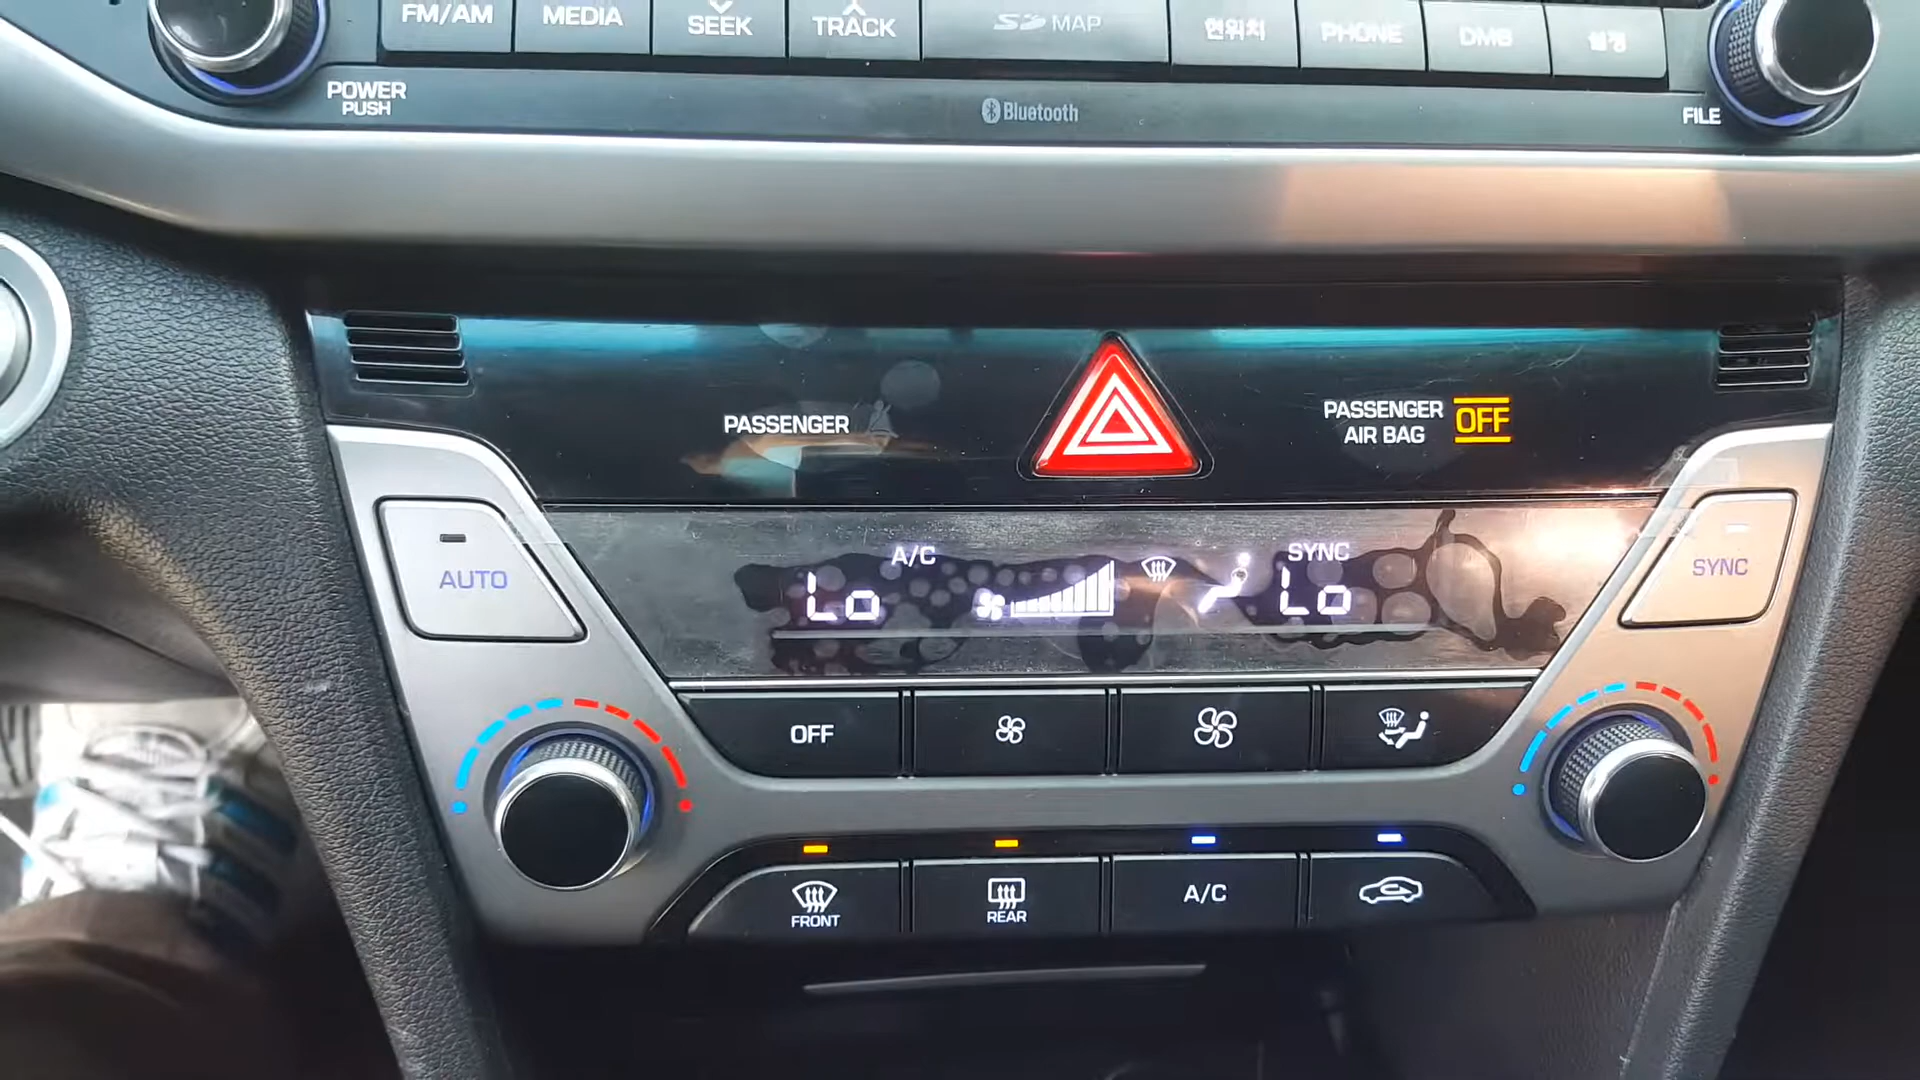 FM/AM
MEDIA
SEEK
TRACK
SD MAP
현위치
PHONE
DMB
설정
POWER
PUSH
Bluetooth
FILE
PASSENGER
PASSENGER
AIR BAG
OFF
AUTO
A/C
SYNC
Lo
Lo
SYNC
OFF
FRONT
REAR
A/C